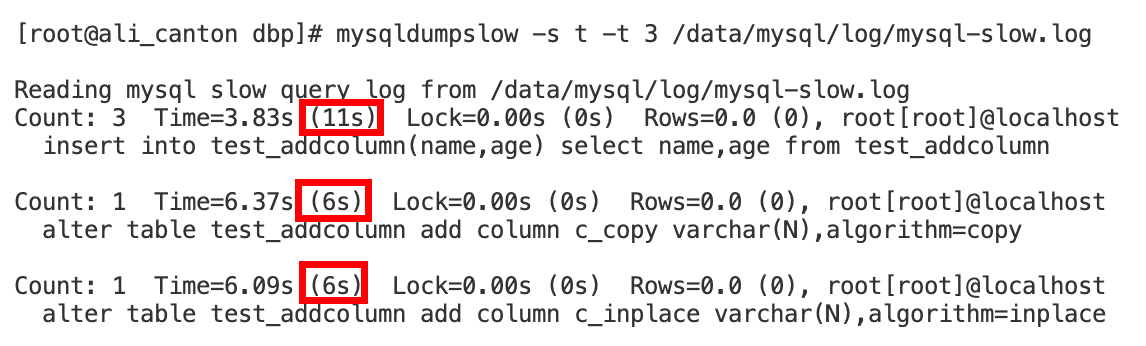 [root@ali_canton dbp]# mysqldumpslow -s t -t 3 /data/mysql/log/mysql-slow.log
Reading mysql slow query log from /data/mysql/log/mysql-slow.log
Count: 3  Time=3.83s (11s)  Lock=0.00s (0s)  Rows=0.0 (0), root[root]@localhost
  insert into test_addcolumn(name,age) select name,age from test_addcolumn
Count: 1  Time=6.37s (6s)  Lock=0.00s (0s)  Rows=0.0 (0), root[root]@localhost
  alter table test_addcolumn add column c_copy varchar(N),algorithm=copy
Count: 1  Time=6.09s (6s)  Lock=0.00s (0s)  Rows=0.0 (0), root[root]@localhost
  alter table test_addcolumn add column c_inplace varchar(N),algorithm=inplace